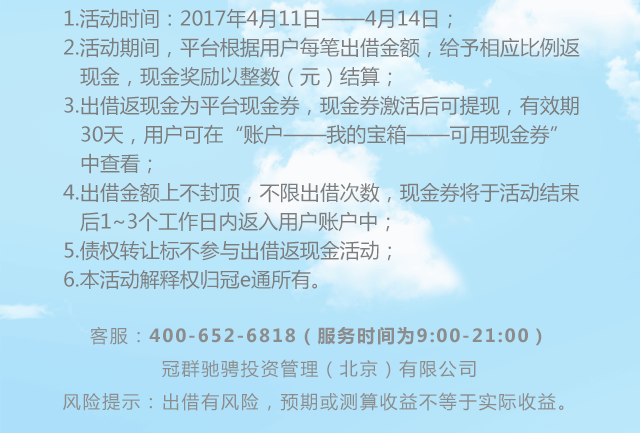 1.活动时间：2017年4月11日——4月14日；
2.活动期间，平台根据用户每笔出借金额，给予相应比例返
现金，现金奖励以整数（元）结算；
3.出借返现金为平台现金券，现金券激活后可提现，有效期
30天，用户可在“账户——我的宝箱——可用现金券”
中查看；
4.出借金额上不封顶，不限出借次数，现金券将于活动结束
后1~3个工作日内返入用户账户中；
5.债权转让标不参与出借返现金活动；
6.本活动解释权归冠e通所有。
客服：400-652-6818（服务时间为9:00-21:00）
冠群驰骋投资管理（北京）有限公司
风险提示：出借有风险，预期或测算收益不等于实际收益。